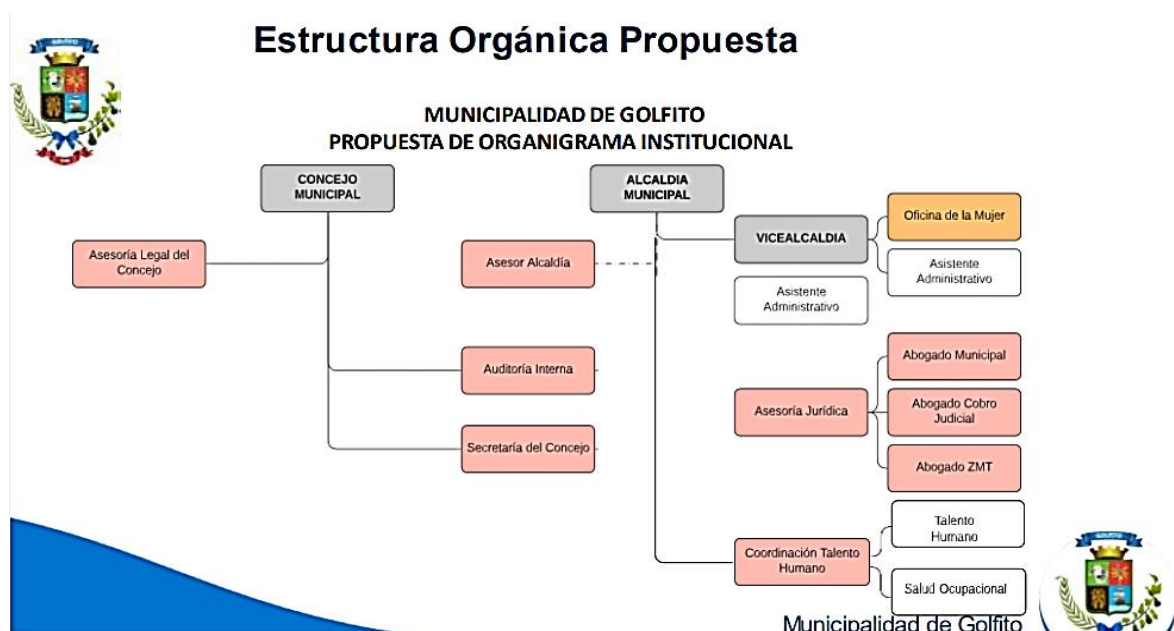 Estructura Orgánica Propuesta
MUNICIPALIDAD DE GOLFITO
PROPUESTA DE ORGANIGRAMA INSTITUCIONAL
CONCEJO
MUNICIPAL
ALCALDIA
MUNICIPAL
Oficina de la Mujer
VICEALCALDIA
Asesoría Legal del
Concejo
Asesor Alcaldía
Asistente
Administrativo
Asistente
Administrativo
Abogado Municipal
Auditoría Interna
Asesoría Jurídica
Abogado Cobro
Judicial
Secretaría del Concejo
Abogado ZMT
Talento
Humano
Coordinación Talento
Humano
Salud Ocupacional
Municipalidad de Golfito